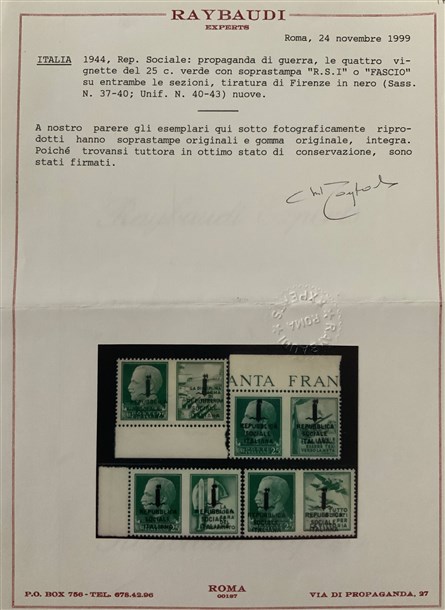 RAYBAUDI
EXPERTS
Roma, 24 novembre 1999
ITALIA 1944, Rep. Sociale: propaganda di guerra, le quattro vi-
gnette del 25 c. verde con soprastampa "R.S.I" o "FASCIO"
su entrambe le sezioni, tiratura di Firenze in nero (Sass.
N. 37-40; Unif. N. 40-43) nuove.
A nostro parere gli esemplari qui sotto fotograficamente ripro-
dotti hanno soprastampe originali e gomma originale, integra.
Poiché trovansi tuttora in ottimo stato di conservazione, sono
stati firmati.
ROMA
ANTA FRAN
REPUBBLICA
SOCIALE
ITALIANA
REPUBBLICA
SOCIALE
ITALIANA
REPUBBLICA
SOCIALE
ITALIANA
REPUBBLICA
SOCIALE
ITALIANA
TUTTO
P.O. BOX 756 - TEL. 678.42.96
ROMA
00187
VIA DI PROPAGANDA, 27